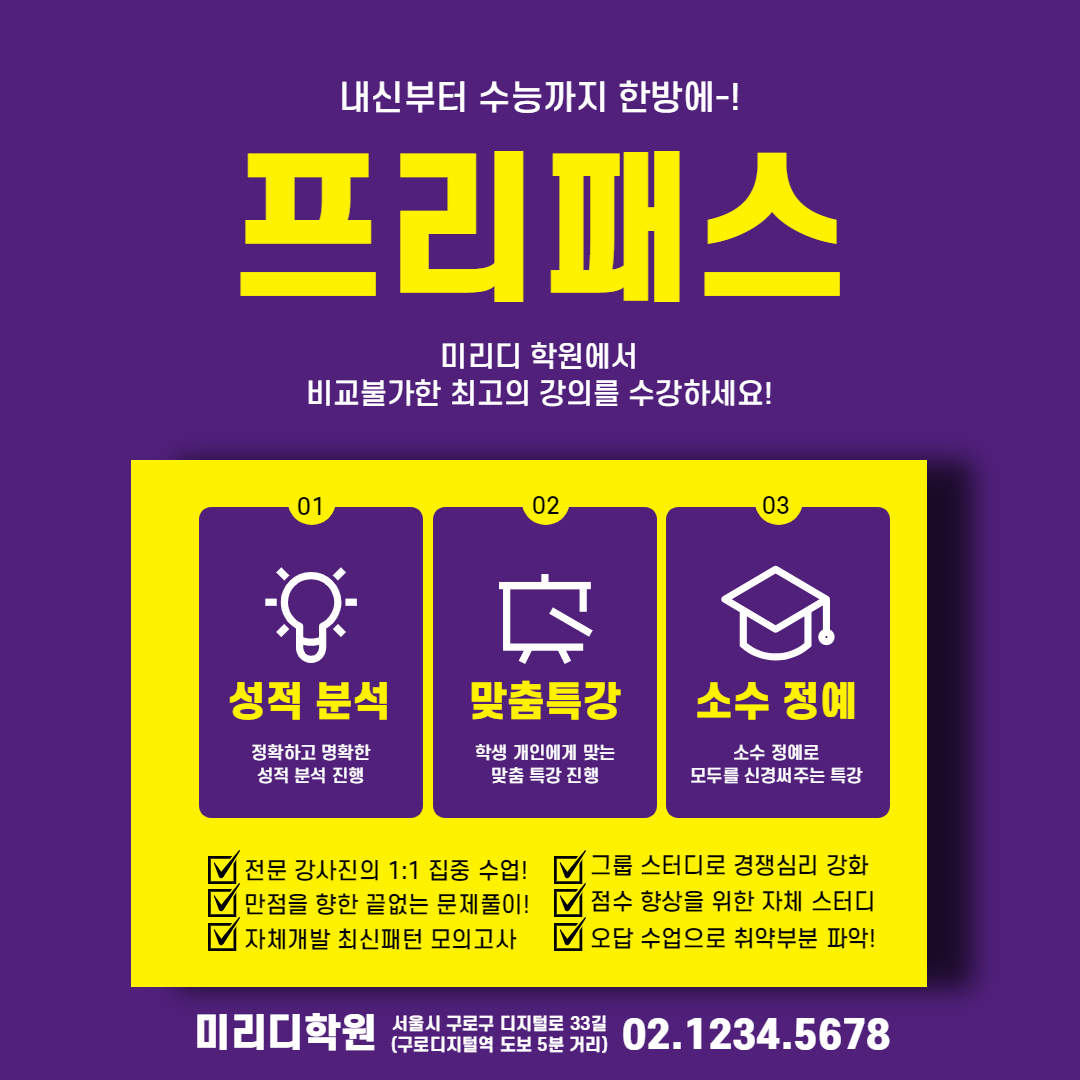 내신부터 수능까지 한방에-!
프리패스
미리디 학원에서
비교불가한 최고의 강의를 수강하세요!
01
성적 분석
정확하고 명확한
성적 분석 진행
02
맞춤특강
학생 개인에게 맞는
맞춤 특강 진행
03
소수 정예
소수 정예로
모두를 신경써주는 특강
전문 강사진의 1:1 집중 수업!
만점을 향한 끝없는 문제풀이!
자체개발 최신패턴 모의고사
그룹 스터디로 경쟁심리 강화
점수 향상을 위한 자체 스터디
오답 수업으로 취약부분 파악!
미리디학원
서울시 구로구 디지털로 33길
(구로디지털역 도보 5분 거리)
02.1234.5678